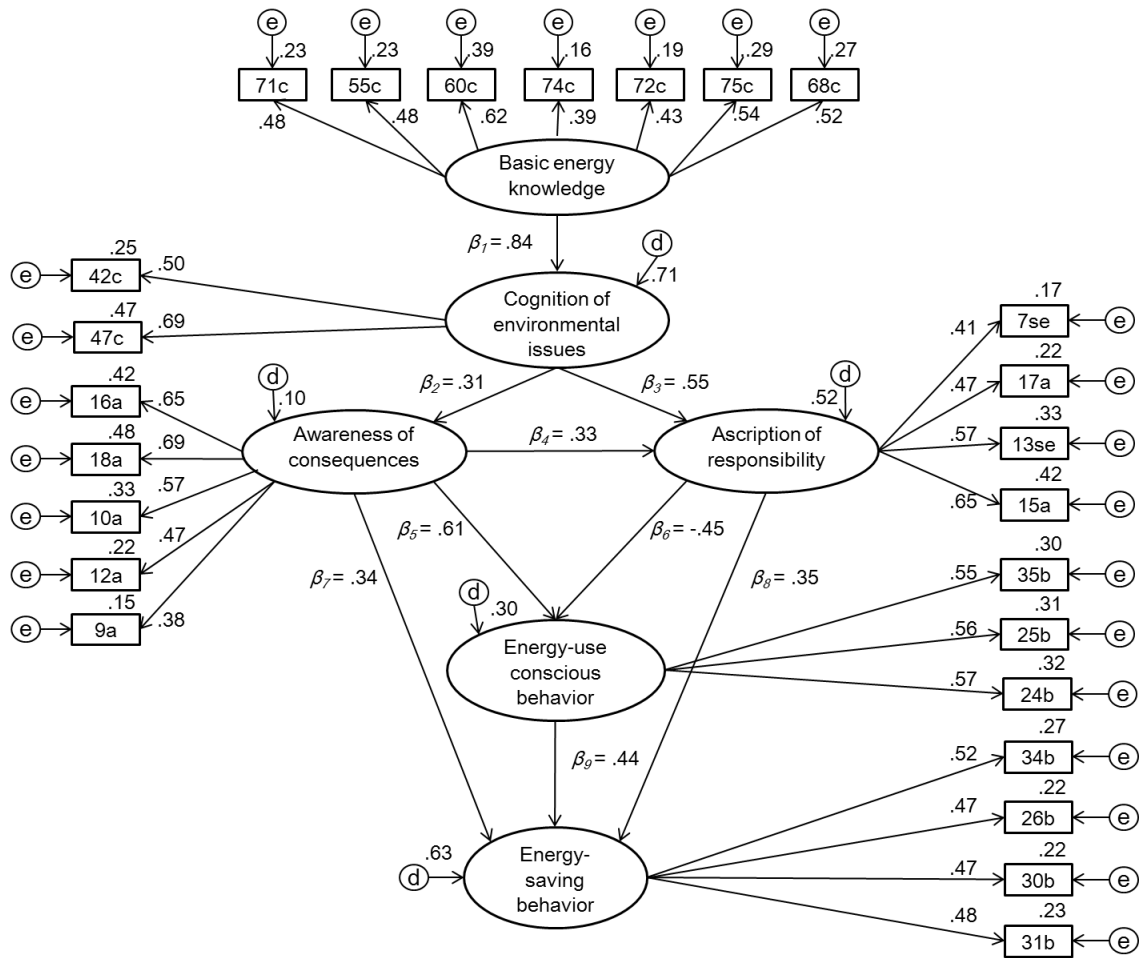 e e e e e e e
.23 .23 .39 .16 .19 .29 .27
71c 55c 60c 74c 72c 75c 68c
.48 .48 .62 .39 .43 .54 .52
Basic energy
knowledge
β1 = .84
d
.71
Cognition of
environmental
issues
.25
e 42c .50
.47
e 47c .69
β2 = .31
β3 = .55
.42
e 16a .65
.48
e 18a .69
.33
e 10a .57
.22
e 12a .47
.15
e 9a .38
d
.10
Awareness of
consequences
β4 = .33
d
.52
Ascription of
responsibility
.17
.41 7se e
.22
.47 17a e
.33
.57 13se e
.42
.65 15a e
β5 = .61
β6 = -.45
β7 = .34
β8 = .35
d
.30
Energy-use
conscious
behavior
.30
.55 35b e
.31
.56 25b e
.32
.57 24b e
β9 = .44
.63
d
Energy-
saving
behavior
.27
.52 34b e
.22
.47 26b e
.22
.47 30b e
.23
.48 31b e